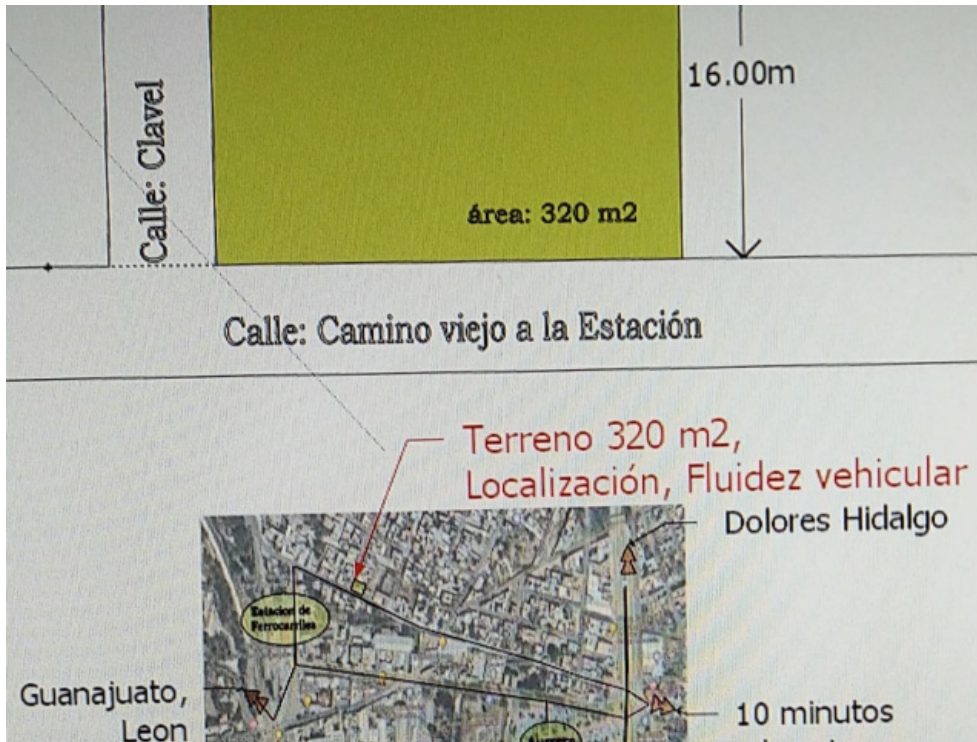 16.00m
Calle: Clavel
área: 320 m2
Calle: Camino viejo a la Estación
Terreno 320 m2,
Localización, Fluidez vehicular
Dolores Hidalgo
Estacion de
Ferrocarriles
Guanajuato,
Leon
10 minutos